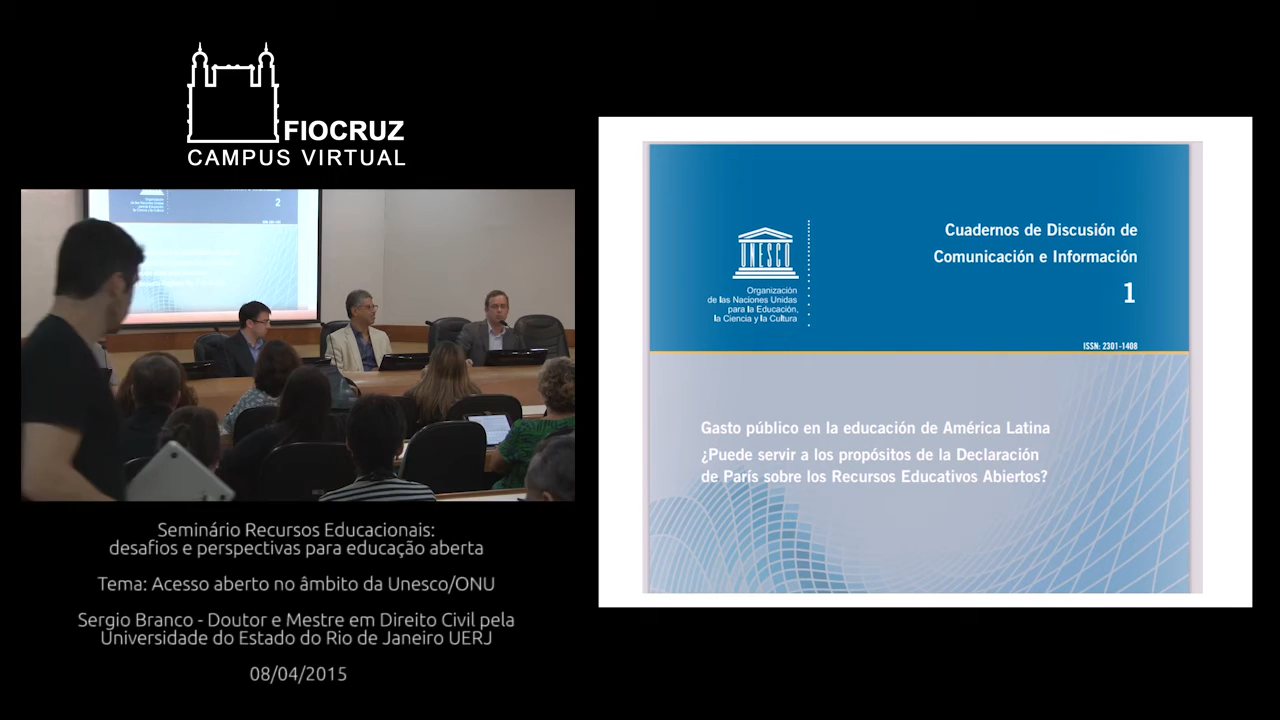 FIOCRUZ
CAMPUS VIRTUAL
2
Seminário Recursos Educacionais:
desafios e perspectivas para educação aberta
Tema: Acesso aberto no âmbito da Unesco/ONU
Sergio Branco - Doutor e Mestre em Direito Civil pela
Universidade do Estado do Rio de Janeiro UERJ
08/04/2015
UNESCO
Organización
de las Naciones Unidas
para la Educación,
la Ciencia y la Cultura
Cuadernos de Discusión de
Comunicación e Información
1
ISSN: 2301-1408
Gasto público en la educación de América Latina
¿Puede servir a los propósitos de la Declaración
de París sobre los Recursos Educativos Abiertos?